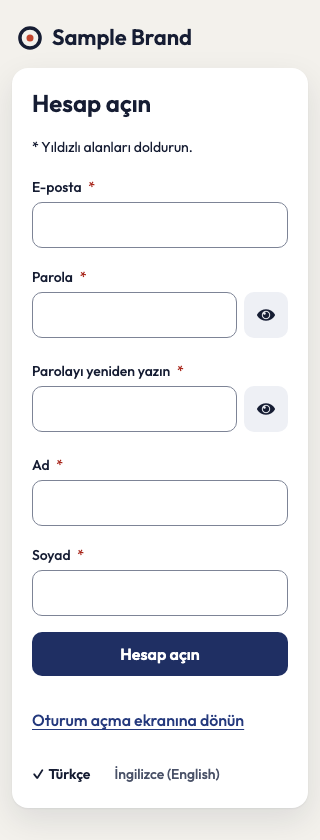 Sample Brand
Hesap açın
* Yıldızlı alanları doldurun.
E-posta *
Parola *
Parolayı yeniden yazın *
Ad *
Soyad *
Hesap açın
Oturum açma ekranına dönün
Türkçe İngilizce (English)